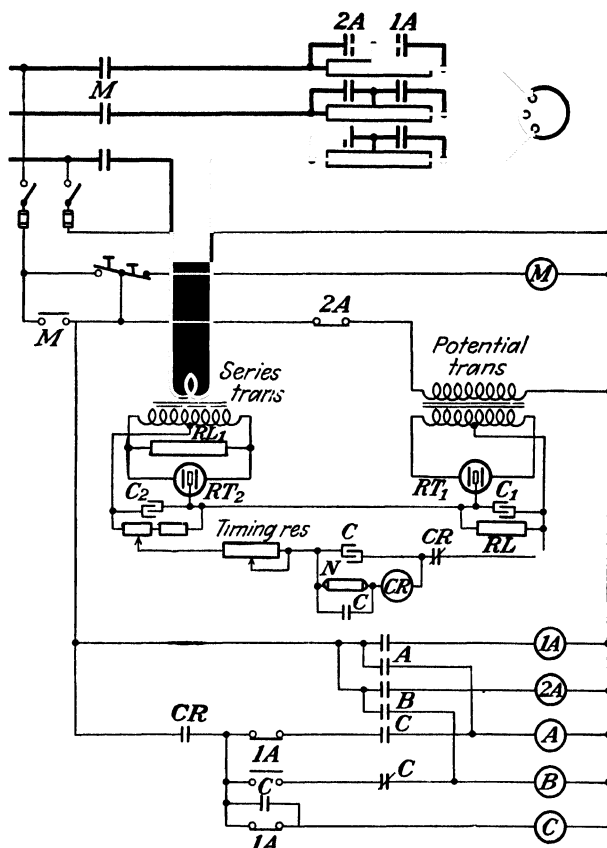 2A 1A
M
M
2A
M
Series
trans
Potential
trans
RL1
RT2
RT1
C2
C1
Timing res
C
CR
RL
N
CR
C
1A
A
2A
B
CR
C
A
1A
C
B
C
C
1A